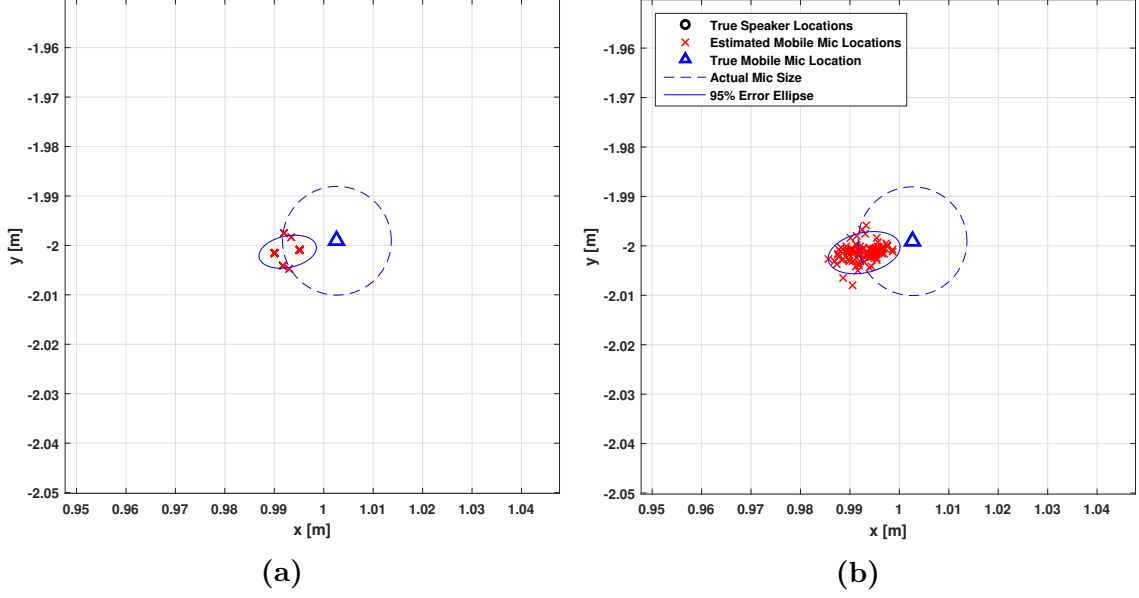 -1.96
-1.97
-1.98
-1.99
-2
-2.01
-2.02
-2.03
-2.04
-2.05
y [m]
0.95 0.96 0.97 0.98 0.99 1 1.01 1.02 1.03 1.04
x [m]
(a)
True Speaker Locations
Estimated Mobile Mic Locations
True Mobile Mic Location
Actual Mic Size
95% Error Ellipse
-1.96
-1.97
-1.98
-1.99
-2
-2.01
-2.02
-2.03
-2.04
-2.05
y [m]
0.95 0.96 0.97 0.98 0.99 1 1.01 1.02 1.03 1.04
x [m]
(b)